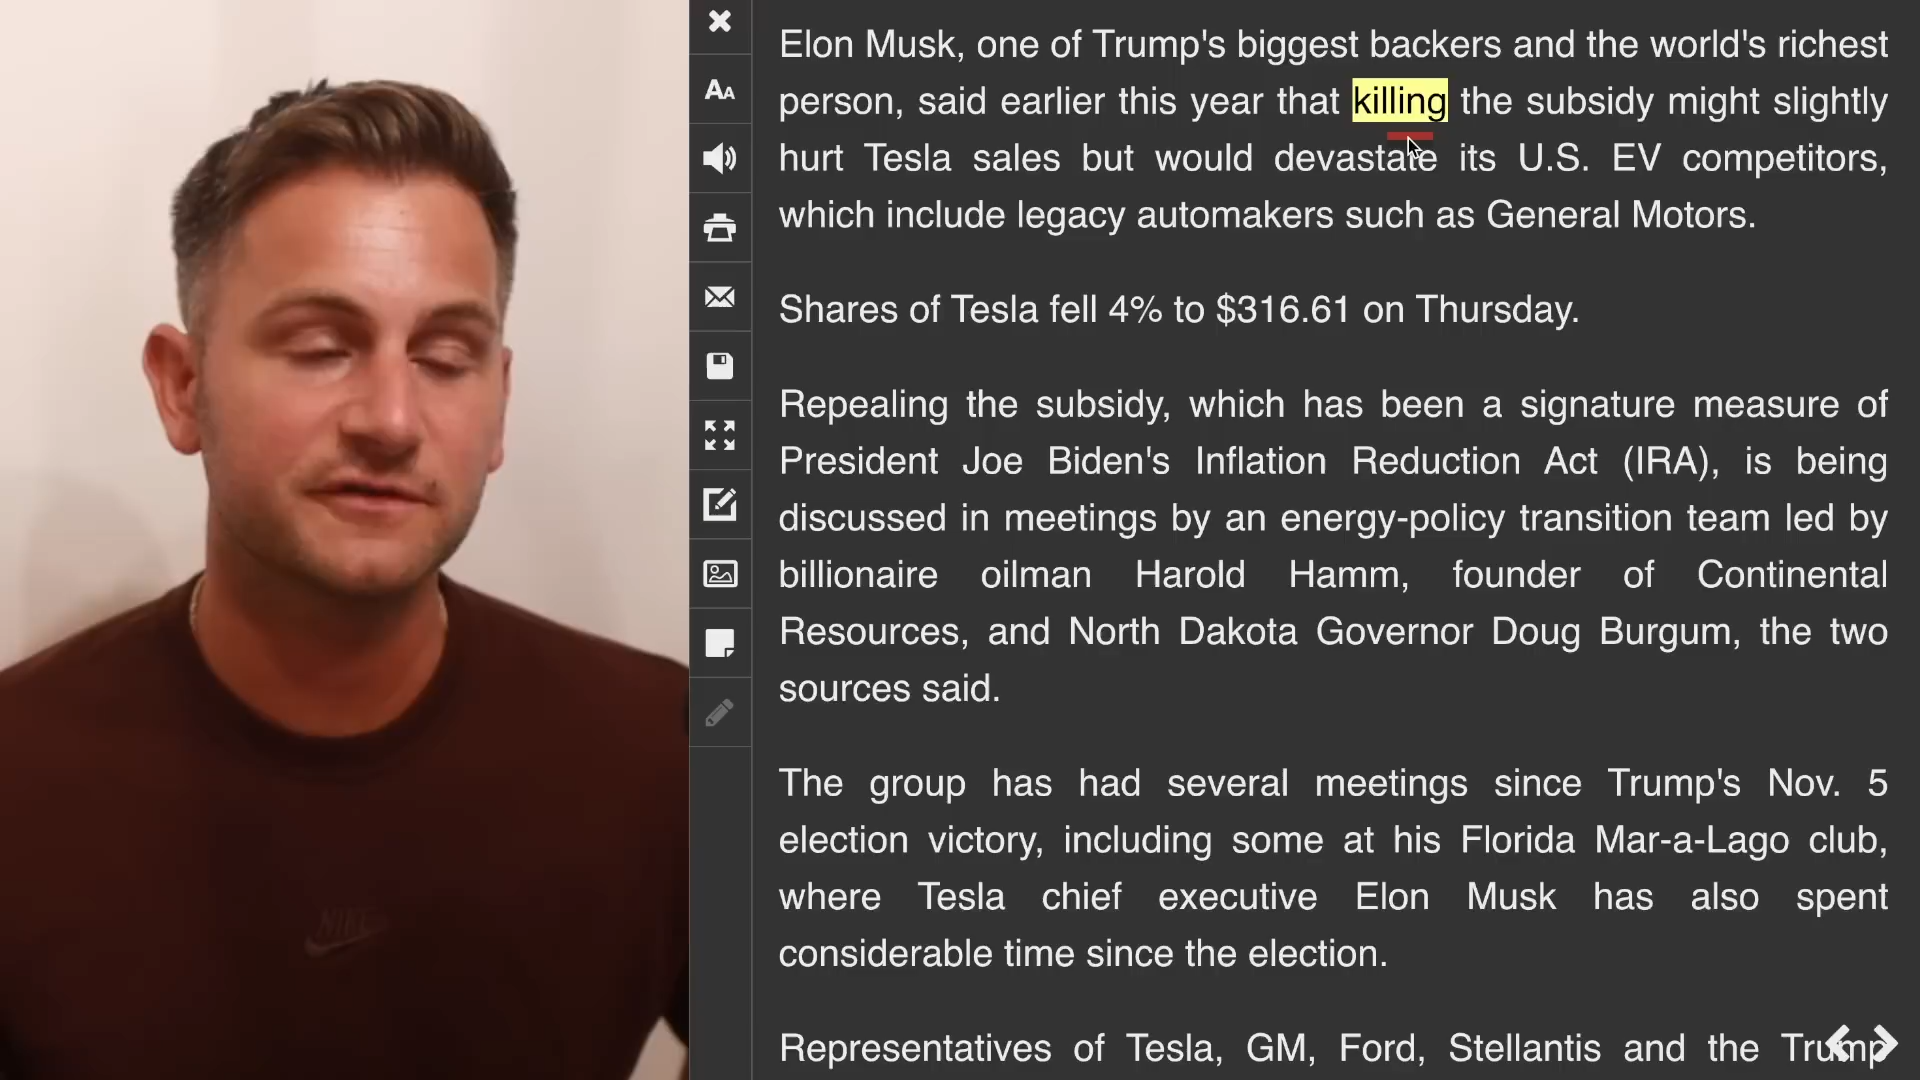 Elon Musk, one of Trump's biggest backers and the world's richest
person, said earlier this year that killing the subsidy might slightly
hurt Tesla sales but would devastate its U.S. EV competitors,
which include legacy automakers such as General Motors.
Shares of Tesla fell 4% to $316.61 on Thursday.
Repealing the subsidy, which has been a signature measure of
President Joe Biden's Inflation Reduction Act (IRA), is being
discussed in meetings by an energy-policy transition team led by
billionaire oilman Harold Hamm, founder of Continental
Resources, and North Dakota Governor Doug Burgum, the two
sources said.
The group has had several meetings since Trump's Nov. 5
election victory, including some at his Florida Mar-a-Lago club,
where Tesla chief executive Elon Musk has also spent
considerable time since the election.
Representatives of Tesla, GM, Ford, Stellantis and the Trump
AA
NIKE